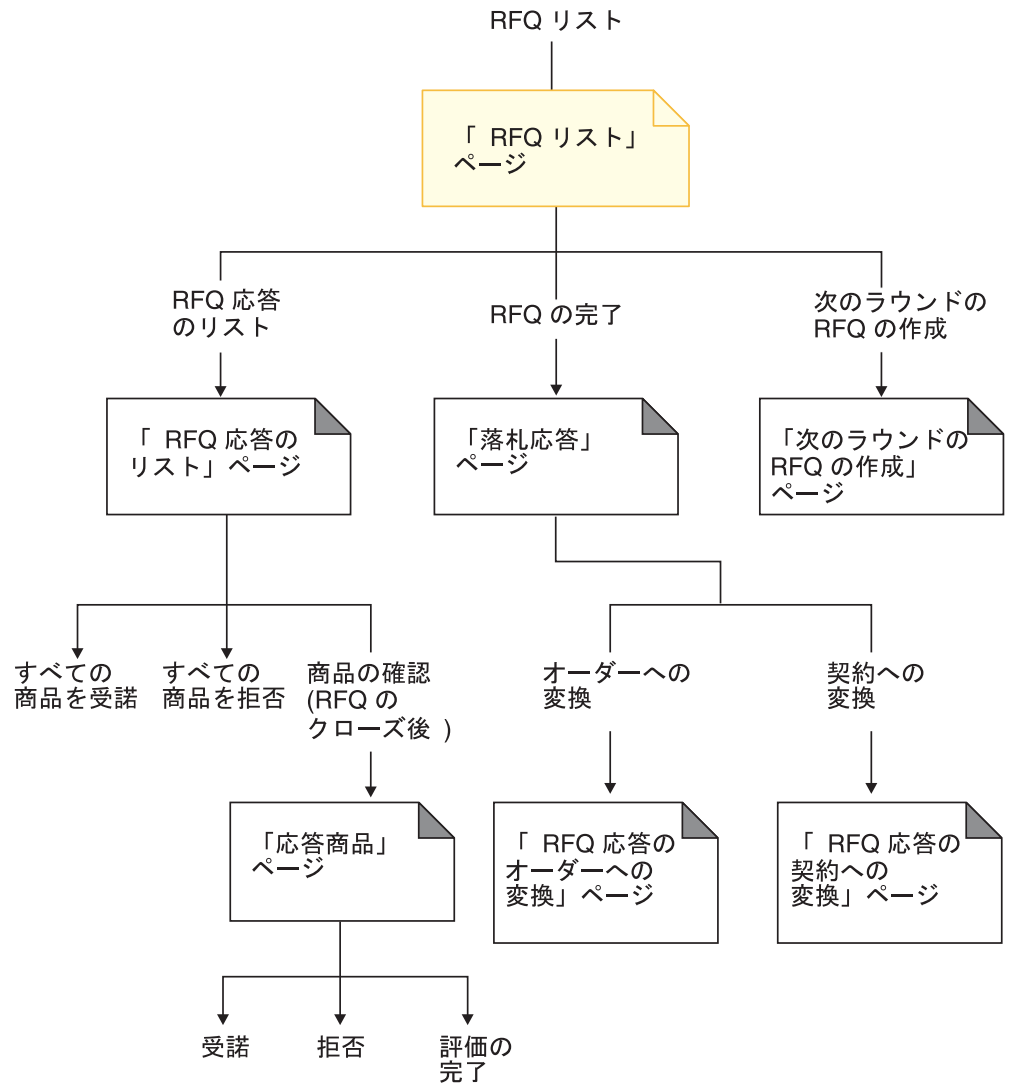 RFQ リスト
「 RFQ リスト」
ページ
RFQ 応答
のリスト
RFQ の完了
次のラウンドの
RFQ の作成
「 RFQ 応答の
リスト」ページ
「落札応答」
ページ
「次のラウンドの
RFQ の作成」
ページ
すべての
商品を受諾
すべての
商品を拒否
商品の確認
(RFQ の
クローズ後 )
オーダーへの
変換
契約への
変換
「応答商品」
ページ
「 RFQ 応答の
オーダーへの
変換」ページ
「 RFQ 応答の
契約への
変換」ページ
受諾
拒否
評価の
完了